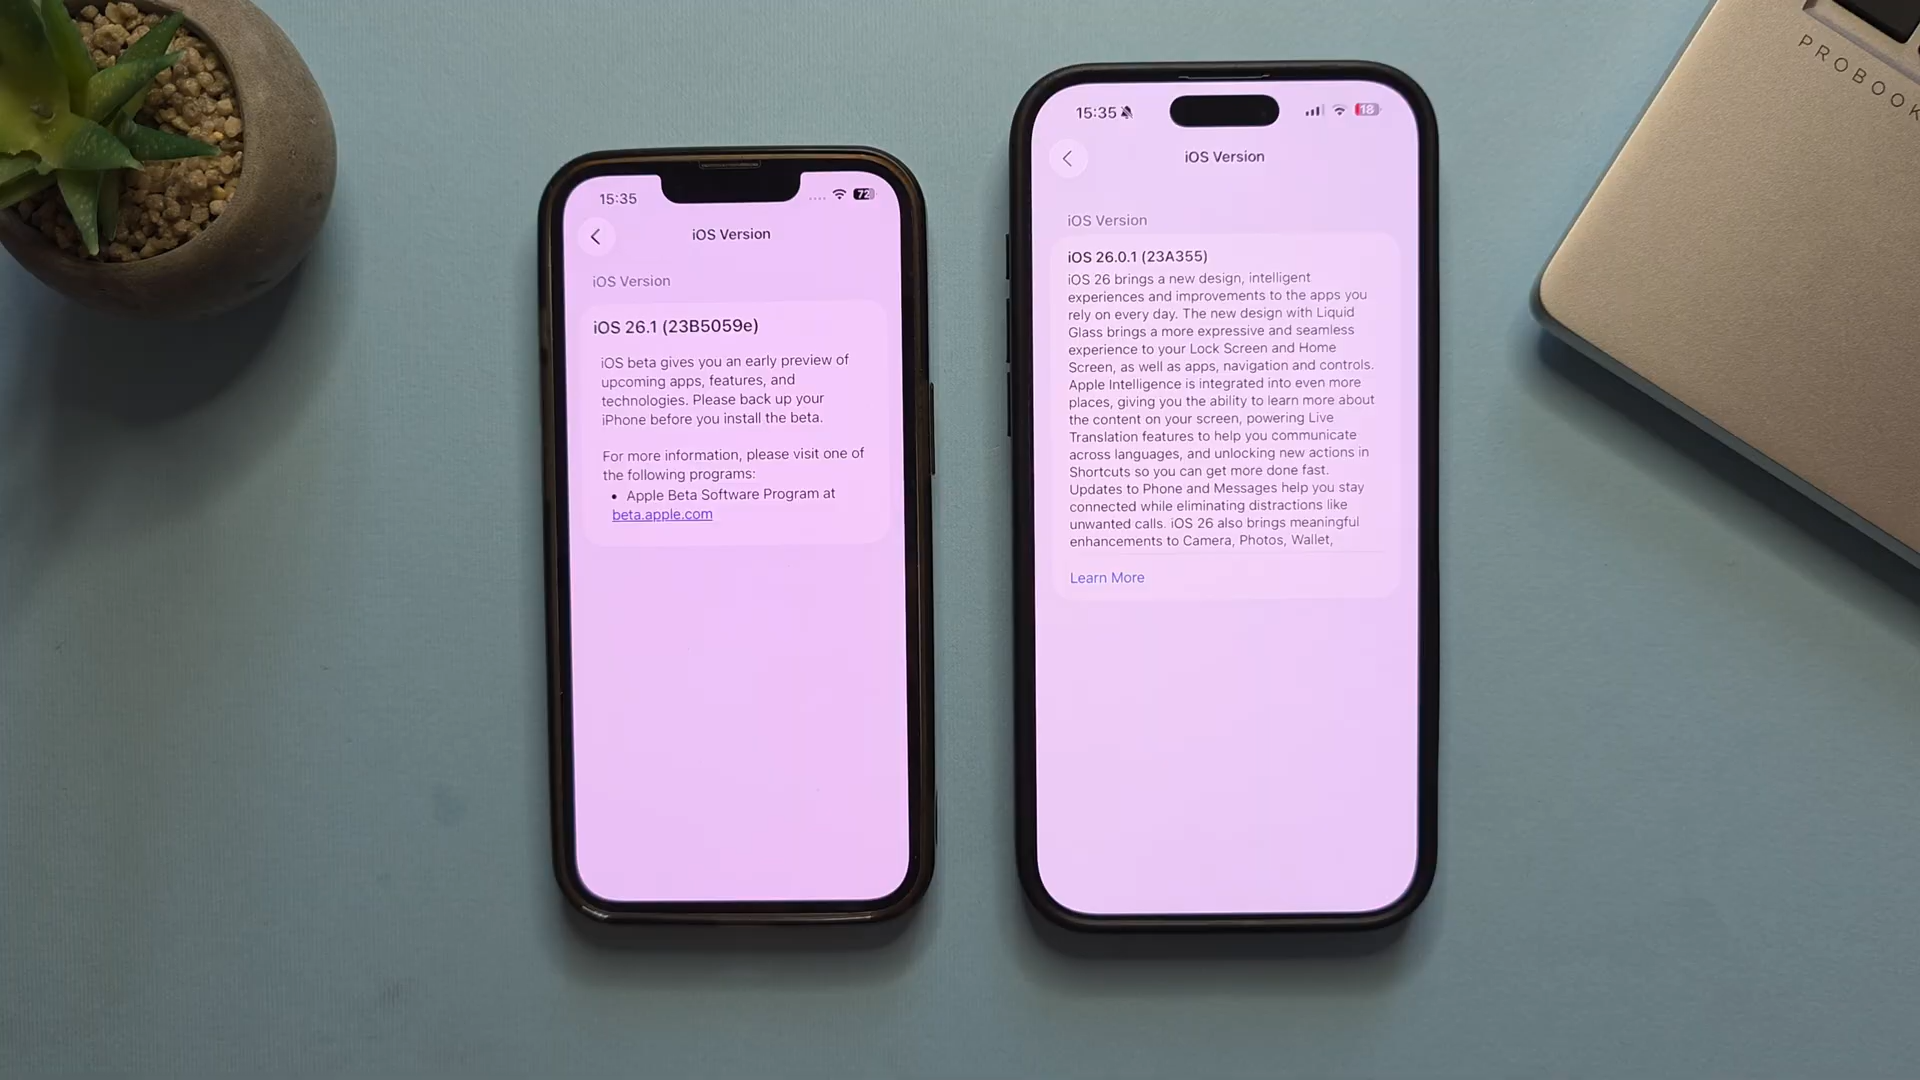 15:35
72
iOS Version
iOS Version
iOS 26.1 (23B5059e)
iOS beta gives you an early preview of
upcoming apps, features, and
technologies. Please back up your
iPhone before you install the beta.
For more information, please visit one of
the following programs:
• Apple Beta Software Program at
beta.apple.com
15:35
18
iOS Version
iOS Version
iOS 26.0.1 (23A355)
iOS 26 brings a new design, intelligent
experiences and improvements to the apps you
rely on every day. The new design with Liquid
Glass brings a more expressive and seamless
experience to your Lock Screen and Home
Screen, as well as apps, navigation and controls.
Apple Intelligence is integrated into even more
places, giving you the ability to learn more about
the content on your screen, powering Live
Translation features to help you communicate
across languages, and unlocking new actions in
Shortcuts so you can get more done fast.
Updates to Phone and Messages help you stay
connected while eliminating distractions like
unwanted calls. iOS 26 also brings meaningful
enhancements to Camera, Photos, Wallet,
Learn More
PROBOOK